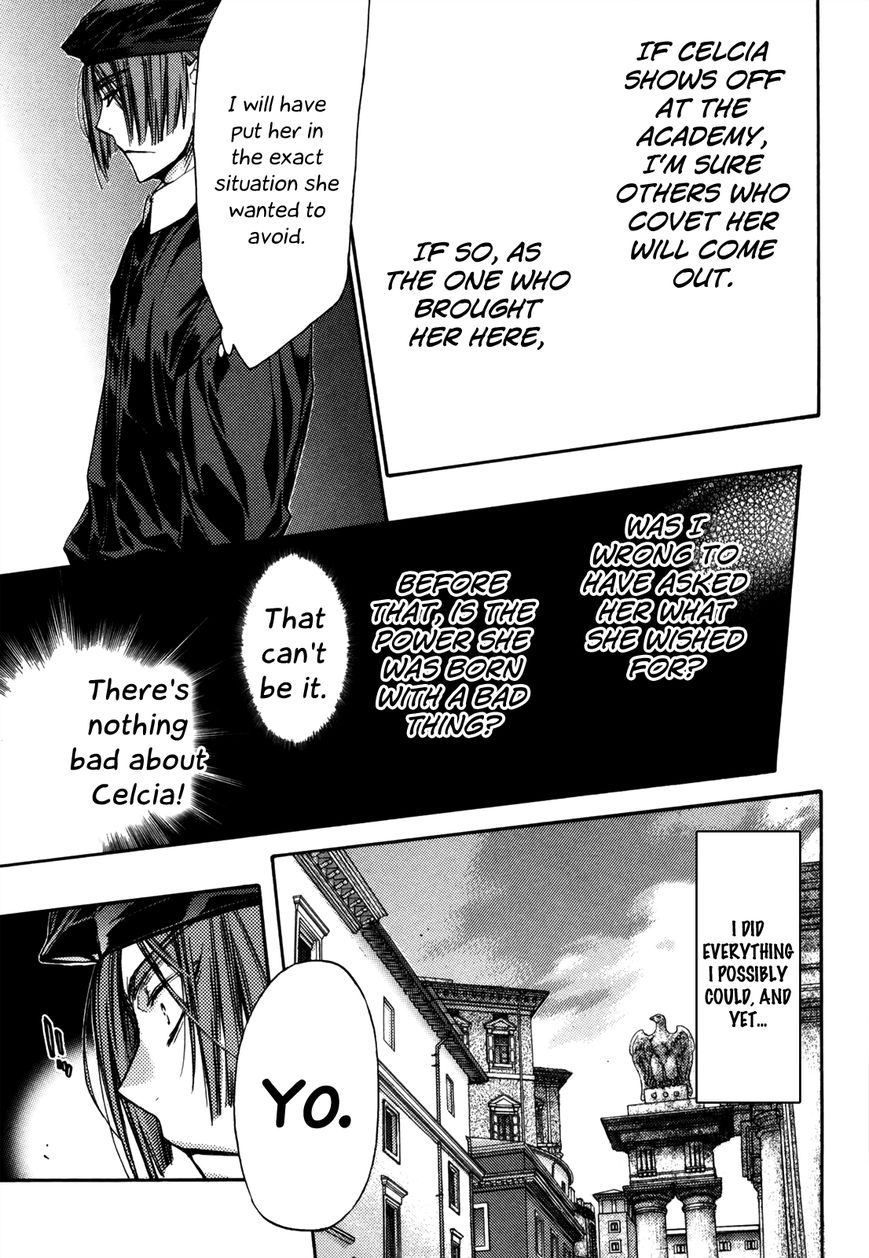 IF CELCIA
SHOWS OFF
AT THE
ACADEMY,
I'M SURE
OTHERS WHO
COVET HER
WILL COME
OUT.
IF SO, AS
THE ONE WHO
BROUGHT
HER HERE,
I will have
put her in
the exact
situation she
wanted to
avoid.
WAS I
WRONG TO
HAVE ASKED
HER WHAT
SHE WISHED
FOR?
BEFORE
THAT, IS THE
POWER SHE
WAS BORN
WITH A BAD
THING?
That
can't
be it.
There's
nothing
bad about
Celcia!
I DID
EVERYTHING
I POSSIBLY
COULD, AND
YET...
Yo.